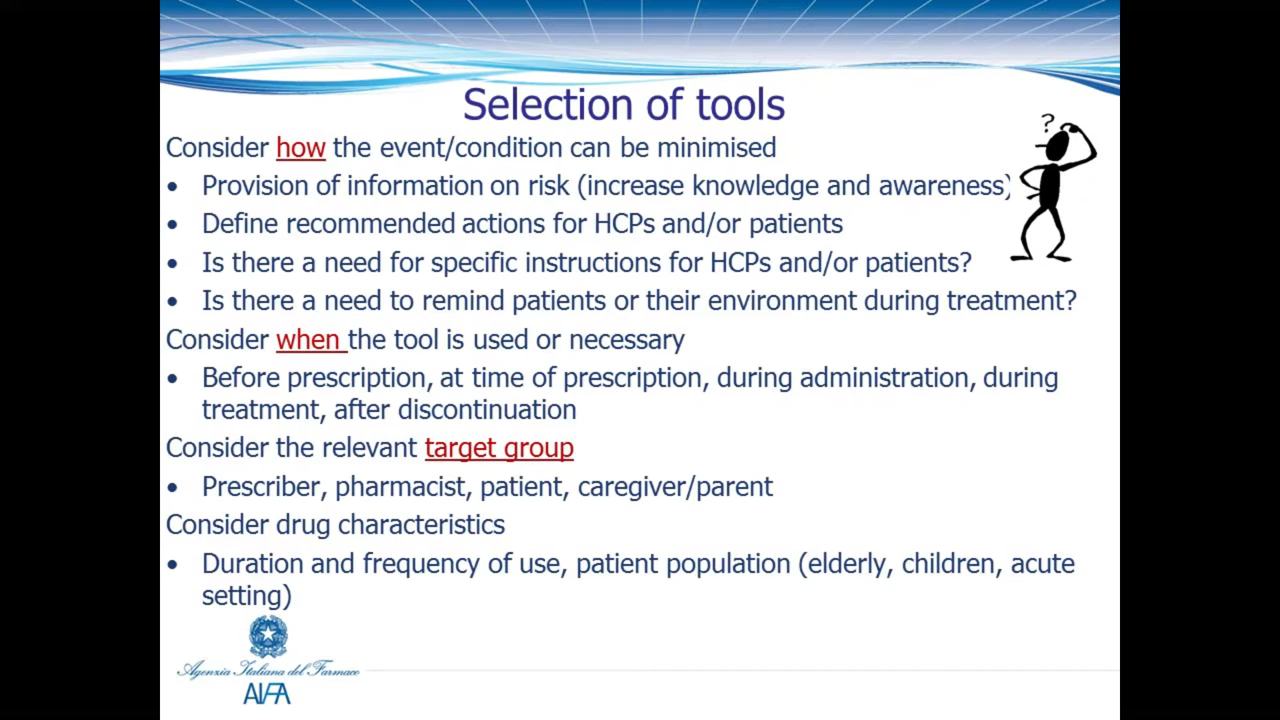 Selection of tools
?
Consider how the event/condition can be minimised
• Provision of information on risk (increase knowledge and awareness)
• Define recommended actions for HCPs and/or patients
• Is there a need for specific instructions for HCPs and/or patients?
• Is there a need to remind patients or their environment during treatment?
Consider when the tool is used or necessary
• Before prescription, at time of prescription, during administration, during
treatment, after discontinuation
Consider the relevant target group
• Prescriber, pharmacist, patient, caregiver/parent
Consider drug characteristics
• Duration and frequency of use, patient population (elderly, children, acute
setting)
Agenzia Italiana del Farmaco
AIFA